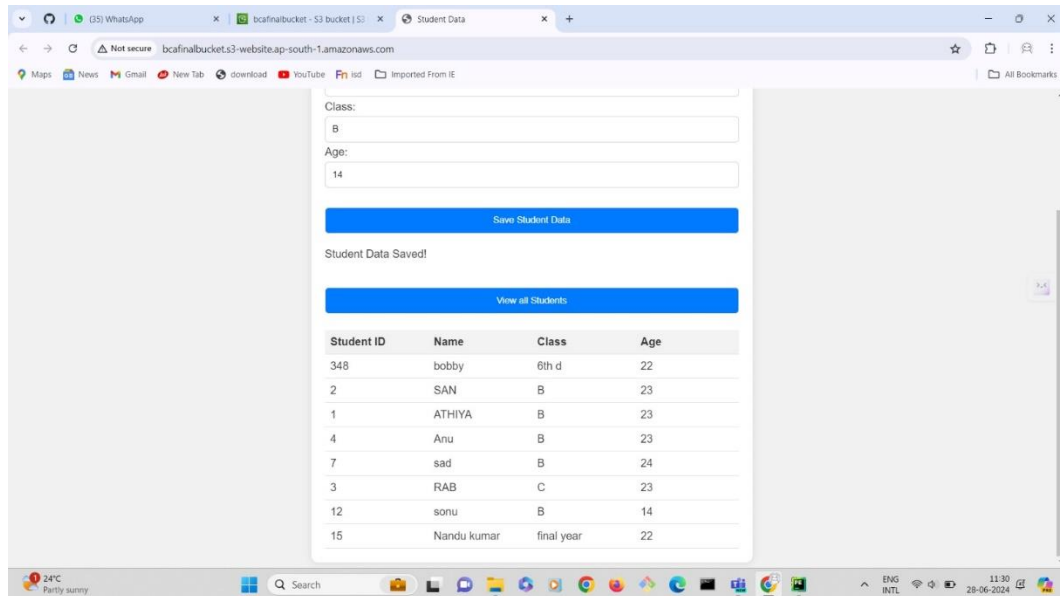 (35) WhatsApp
bcafinalbucket - S3 bucket | S3
Student Data
Not secure bcafinalbucket.s3-website.ap-south-1.amazonaws.com
Maps News Gmail New Tab download YouTube isd Imported From IE All Bookmarks
Class:
B
Age:
14
Save Student Data
Student Data Saved!
View all Students
Student ID Name Class Age
348 bobby 6th d 22
2 SAN B 23
1 ATHIYA B 23
4 Anu B 23
7 sad B 24
3 RAB C 23
12 sonu B 14
15 Nandu kumar final year 22
24°C
Partly sunny
Search
ENG
INTL
11:30
28-06-2024